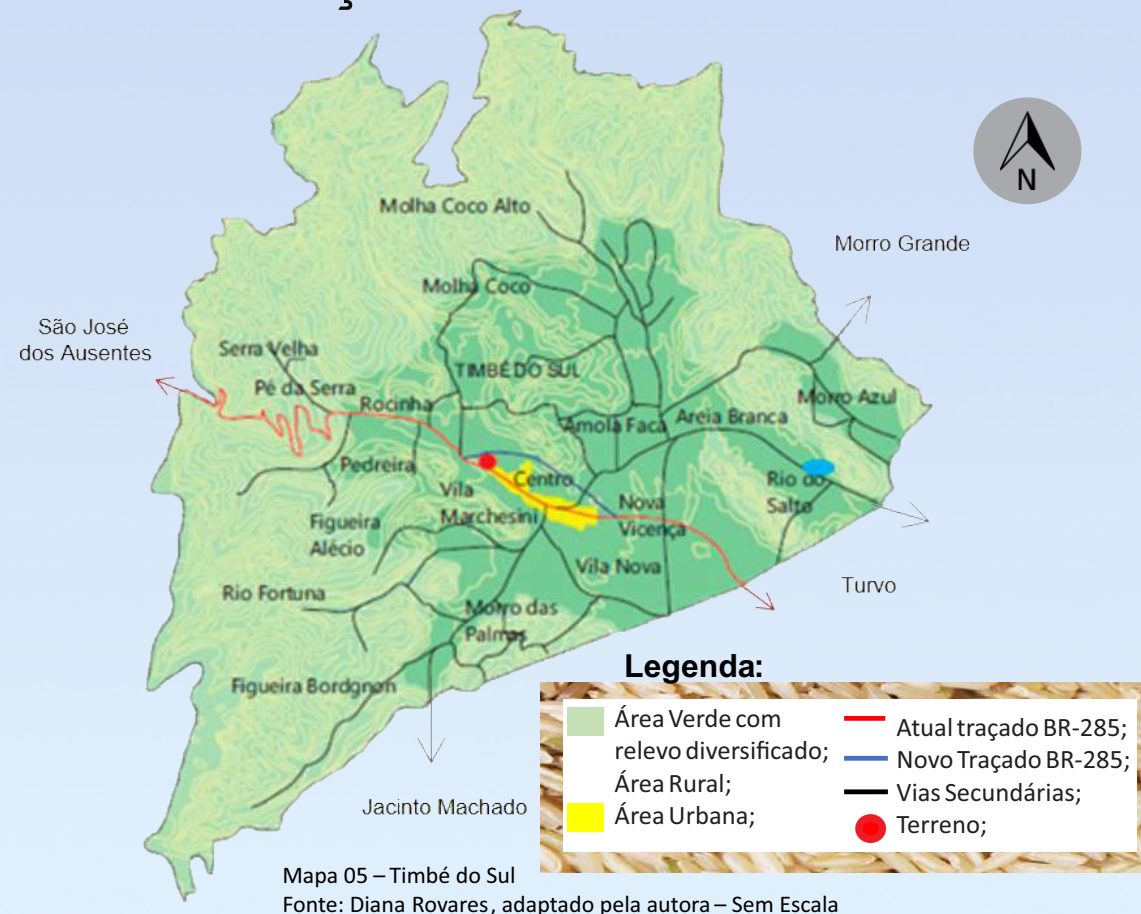 N
Molha Coco Alto
Morro Grande
Molha Coco
São José
dos Ausentes
Serra Velha
TIMBÉ DO SUL
Pé da Serra
Rocinha
Morro Azul
Areia Branca
Amola Faca
Pedreira
Centro
Rio do
Salto
Vila
Marchesini
Nova
Vicença
Figueira
Alécio
Vila Nova
Turvo
Rio Fortuna
Morro das
Palmas
Figueira Bordgnon
Jacinto Machado
Legenda:
Área Verde com
relevo diversificado;
Área Rural;
Área Urbana;
Atual traçado BR-285;
Novo Traçado BR-285;
Vias Secundárias;
Terreno;
Mapa 05 – Timbé do Sul
Fonte: Diana Rovares, adaptado pela autora – Sem Escala